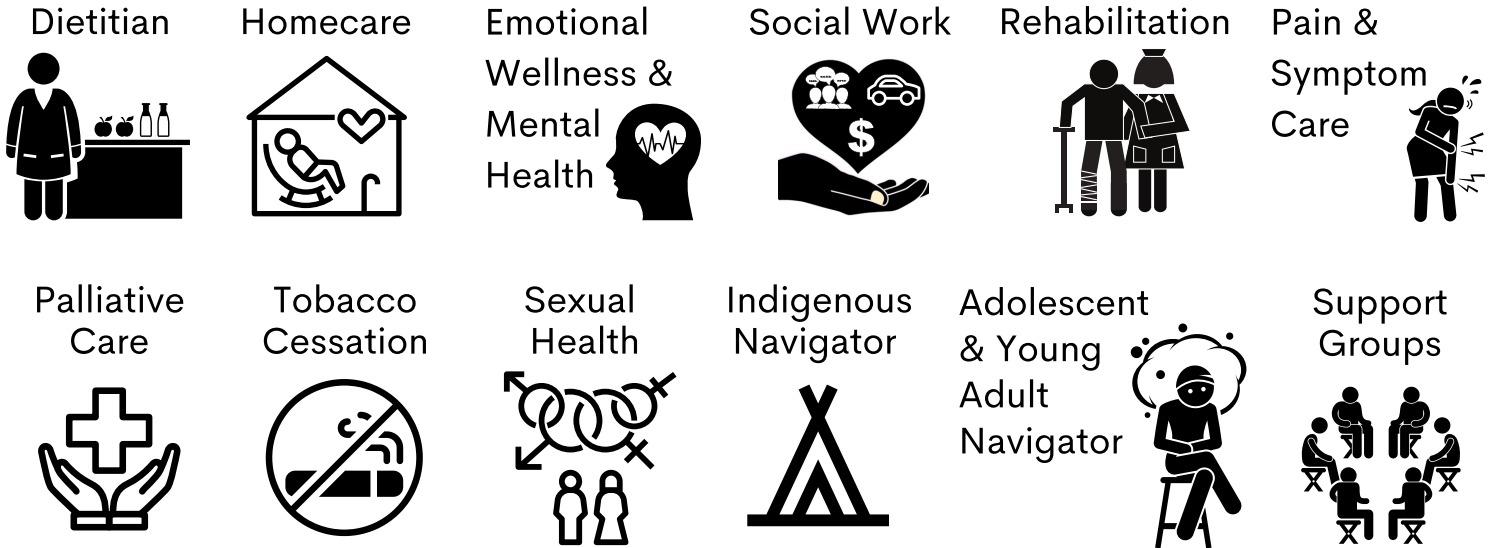 Dietitian
Homecare
Emotional
Wellness &
Mental
Health
Social Work
$
Rehabilitation
Pain &
Symptom
Care
Palliative
Care
Tobacco
Cessation
Sexual
Health
Indigenous
Navigator
Adolescent
& Young
Adult
Navigator
Support
Groups